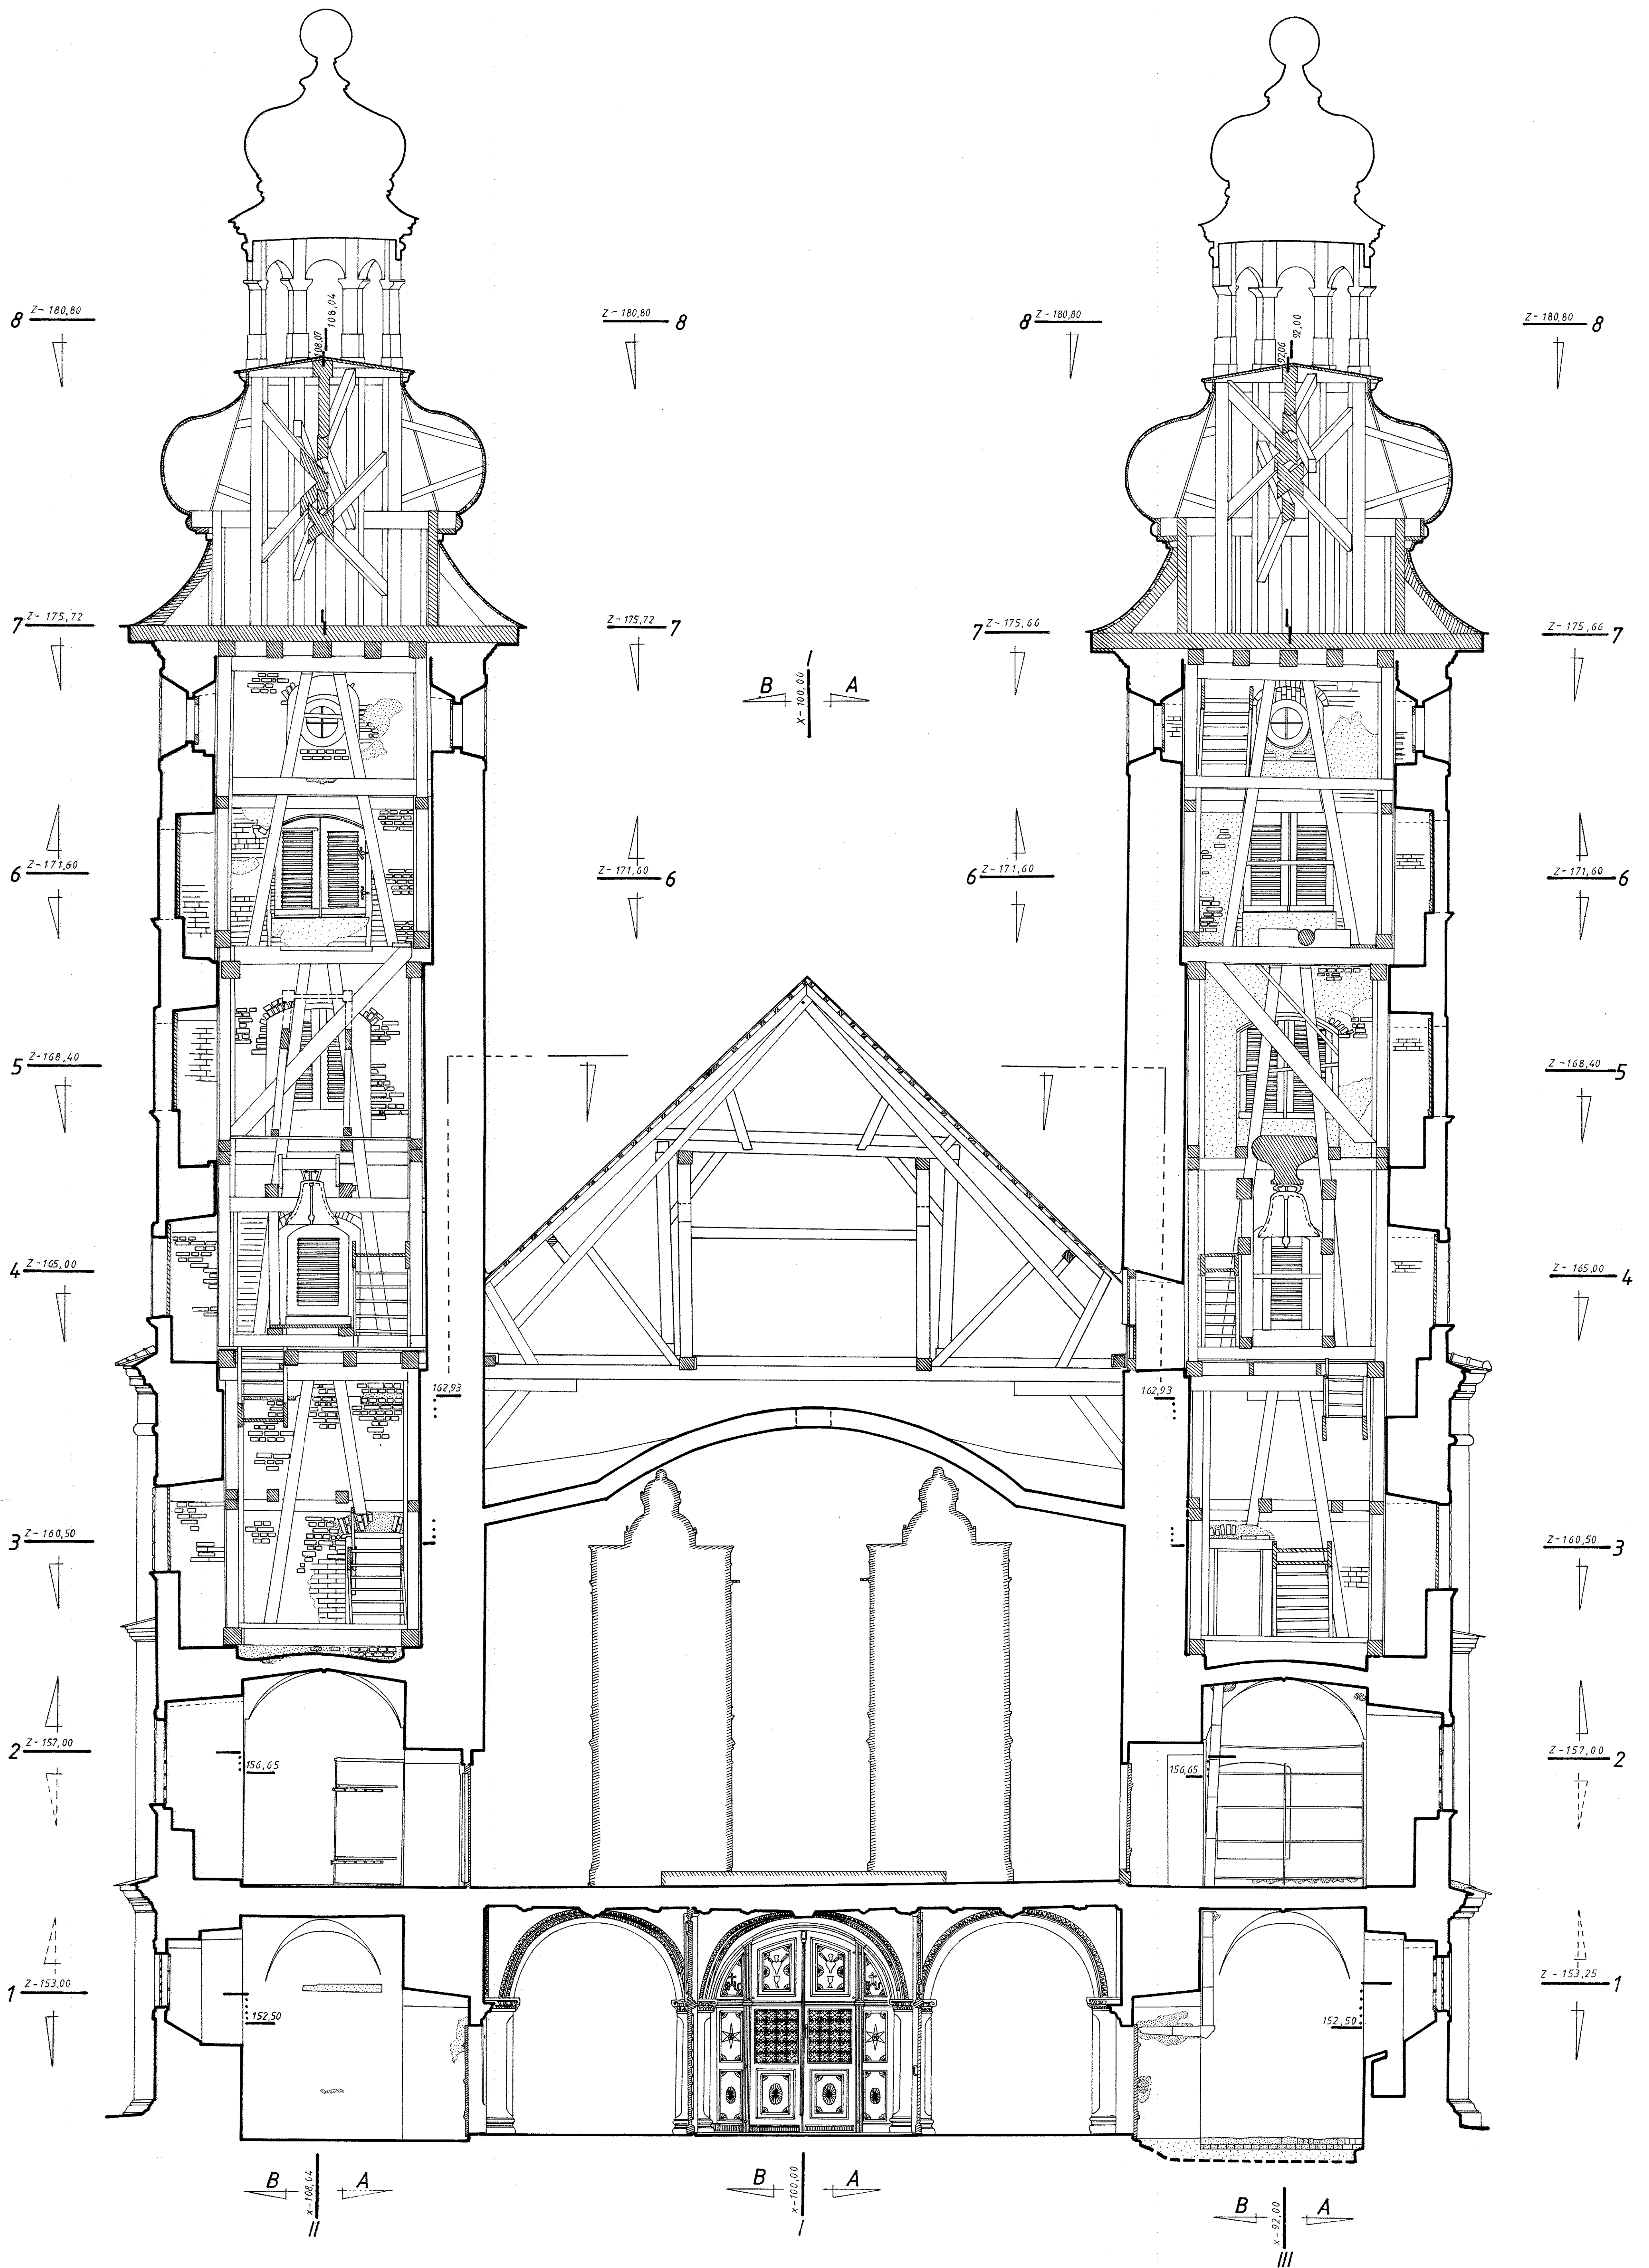 8 Z-180,80
Z-180,80 8
8 Z-180,80
Z-180,80 8
108,07
108,04
92,06
92,00
7 Z-175,72
Z-175,72 7
7 Z-175,66
Z-175,66 7
I
B X-100,00 A
6 Z-171,60
Z-171,60 6
6 Z-171,60
Z-171,60 6
5 Z-168,40
Z-168,40 5
4 Z-165,00
Z-165,00 4
162,93
162,93
3 Z-160,50
Z-160,50 3
2 Z-157,00
156,65
156,65
Z-157,00 2
1 Z-153,00
152,50
152,50
Z-153,25 1
B A
II
B X-100,00 A
I
B X-92,00 A
III